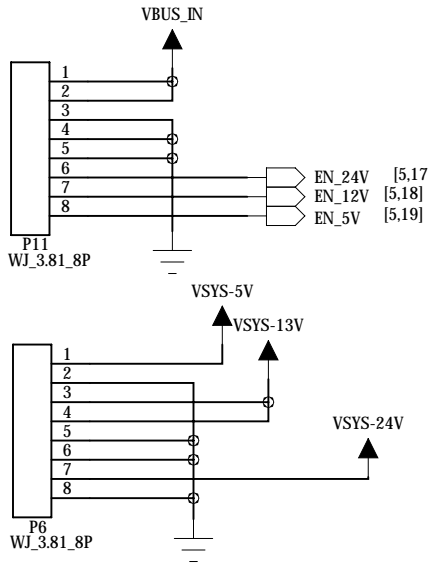 VBUS_IN
1
2
3
4
5
6
7
8
EN_24V [5,17
EN_12V [5,18]
EN_5V [5,19]
P11
WJ_3.81_8P
VSYS-5V
VSYS-13V
1
2
3
4
5
6
7
8
VSYS-24V
P6
WJ_3.81_8P